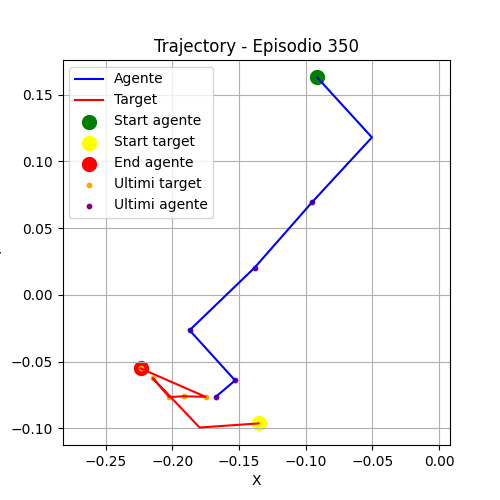 Trajectory - Episodio 350
Agente
Target
Start agente
Start target
End agente
Ultimi target
Ultimi agente
0.15
0.10
0.05
0.00
−0.05
−0.10
−0.25
−0.20
−0.15
−0.10
−0.05
0.00
X